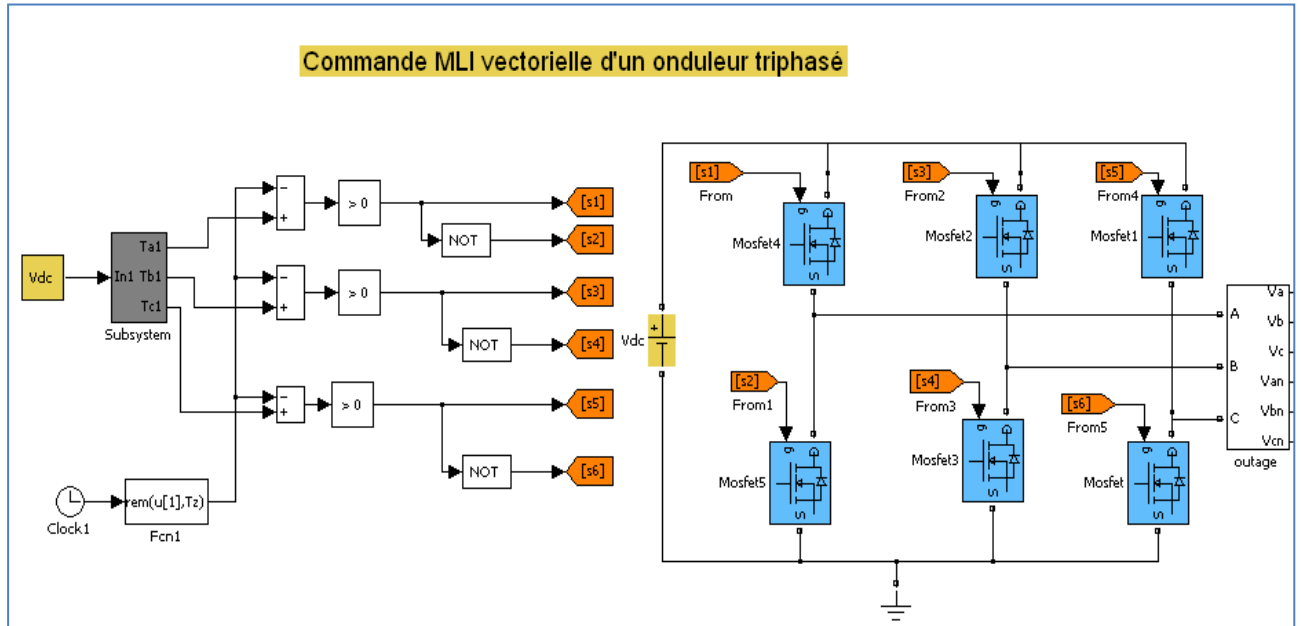 Commande MLI vectorielle d'un onduleur triphasé
Vdc
In1
Ta1
Tb1
Tc1
Subsystem
Clock1
rem(u[1],Tz)
Fcn1
−
+
> 0
NOT
[s1]
[s2]
−
+
> 0
NOT
[s3]
[s4]
−
+
> 0
NOT
[s5]
[s6]
Vdc
+
[s1]
From
g
D
S
Mosfet4
[s3]
From2
g
D
S
Mosfet2
[s5]
From4
g
D
S
Mosfet1
[s2]
From1
g
D
S
Mosfet5
[s4]
From3
g
D
S
Mosfet3
[s6]
From5
g
D
S
Mosfet
A
B
C
Va
Vb
Vc
Van
Vbn
Vcn
outage